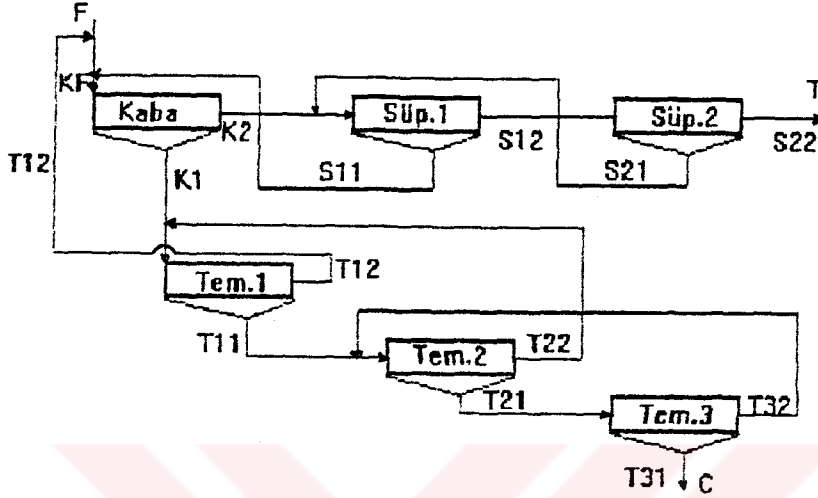 F
T
KF
Kaba
K2
Süp.1
S12
Süp.2
S22
T12
K1
S11
S21
Tem.1
T12
T11
Tem.2
T22
T21
Tem.3
T32
T31
C